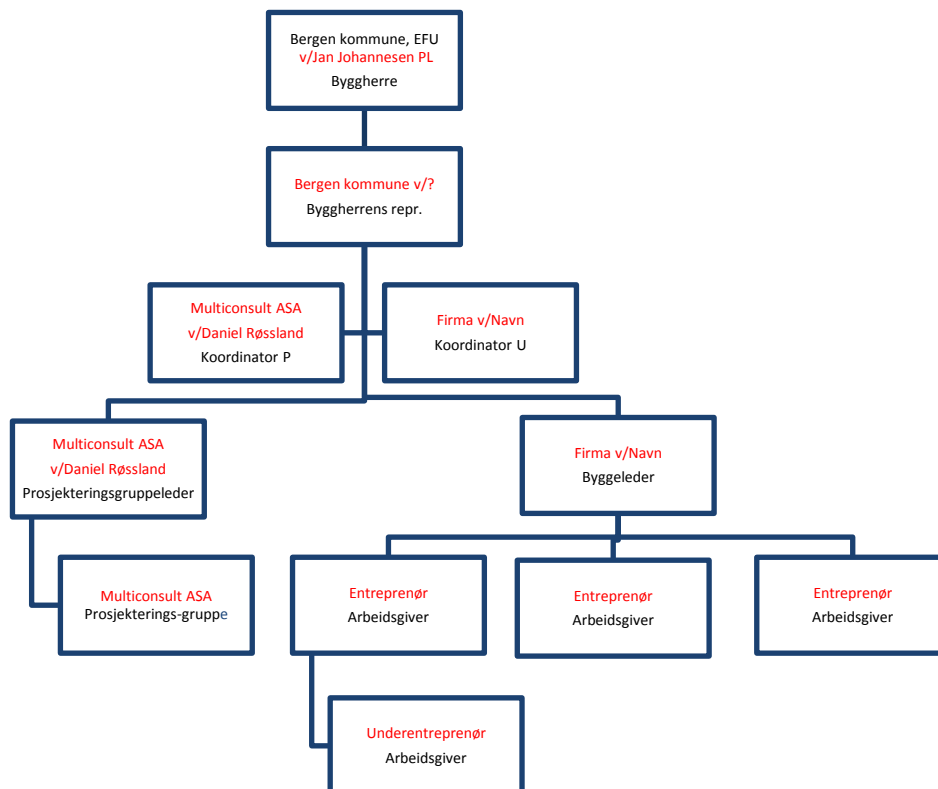 Bergen kommune, EFU
v/Jan Johannesen PL
Byggherre
Bergen kommune v/?
Byggherrens repr.
Multiconsult ASA
v/Daniel Røssland
Koordinator P
Firma v/Navn
Koordinator U
Multiconsult ASA
v/Daniel Røssland
Prosjekteringsgruppeleder
Firma v/Navn
Byggeleder
Multiconsult ASA
Prosjekterings-gruppe
Entreprenør
Arbeidsgiver
Entreprenør
Arbeidsgiver
Entreprenør
Arbeidsgiver
Underentreprenør
Arbeidsgiver